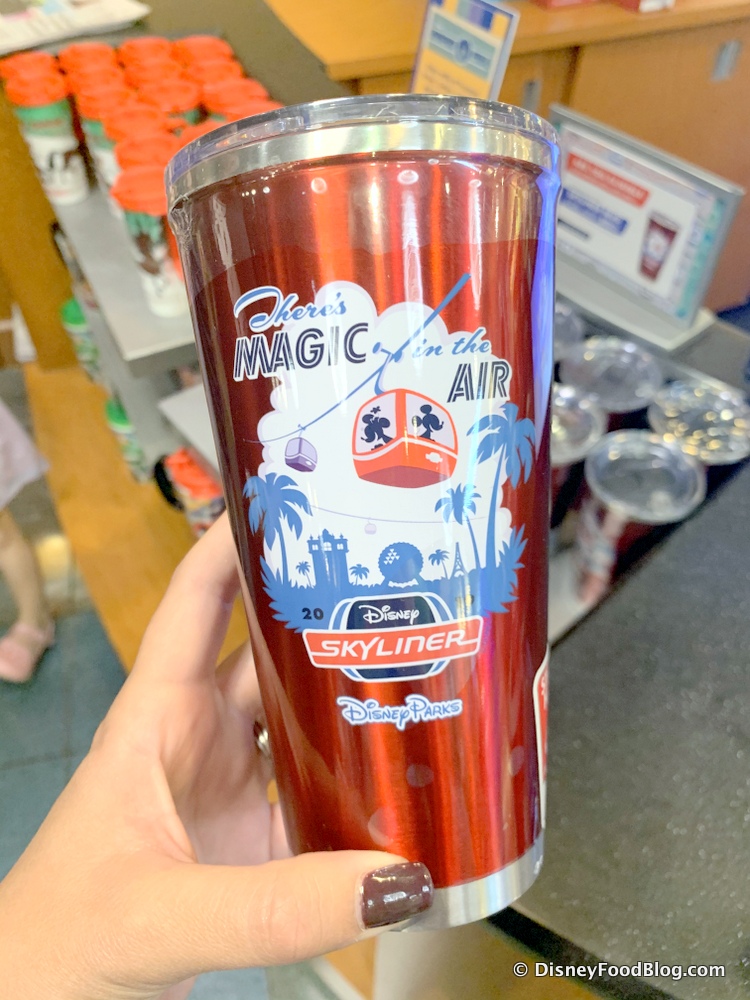 There's
MAGIC in the
AIR
20 Disney
SKYLINER
Disney Parks
© DisneyFoodBlog.com